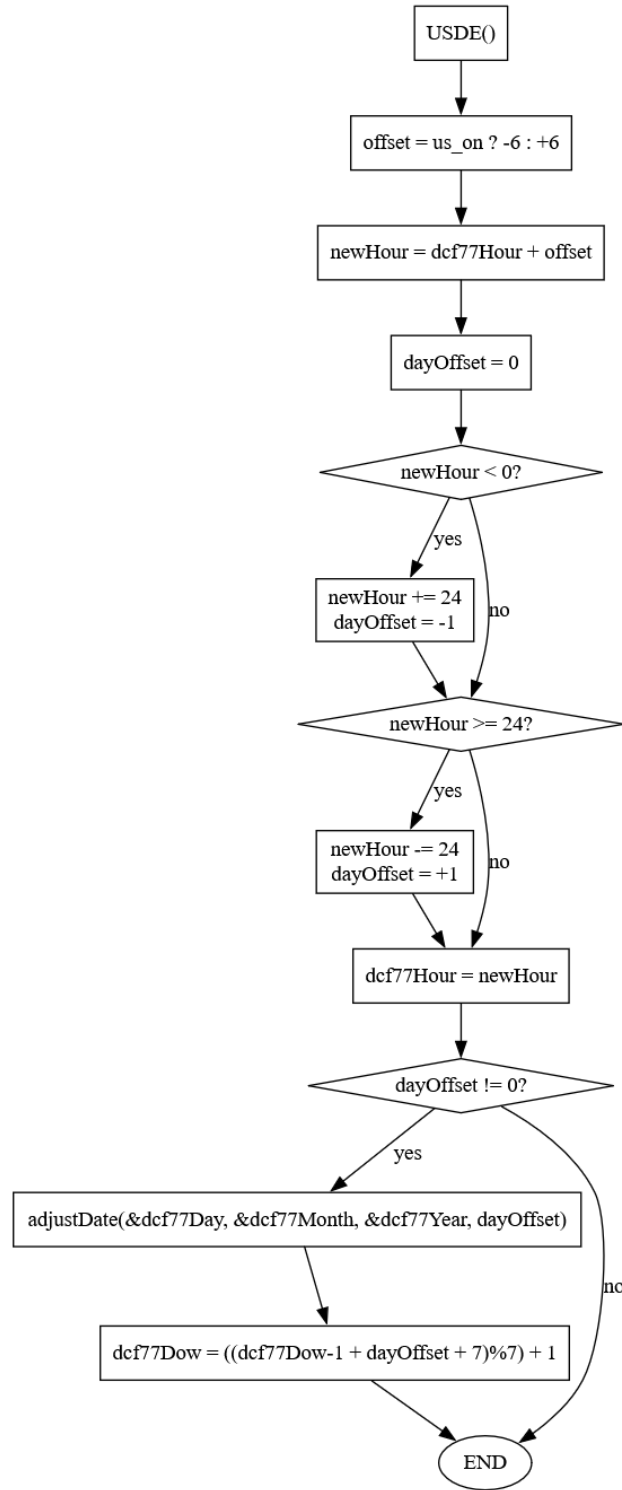 USDE()
offset = us_on ? -6 : +6
newHour = dcf77Hour + offset
dayOffset = 0
newHour < 0?
yes
newHour += 24
dayOffset = -1
no
newHour >= 24?
yes
newHour -= 24
dayOffset = +1
no
dcf77Hour = newHour
dayOffset != 0?
yes
adjustDate(&dcf77Day, &dcf77Month, &dcf77Year, dayOffset)
no
dcf77Dow = ((dcf77Dow-1 + dayOffset + 7)%7) + 1
END